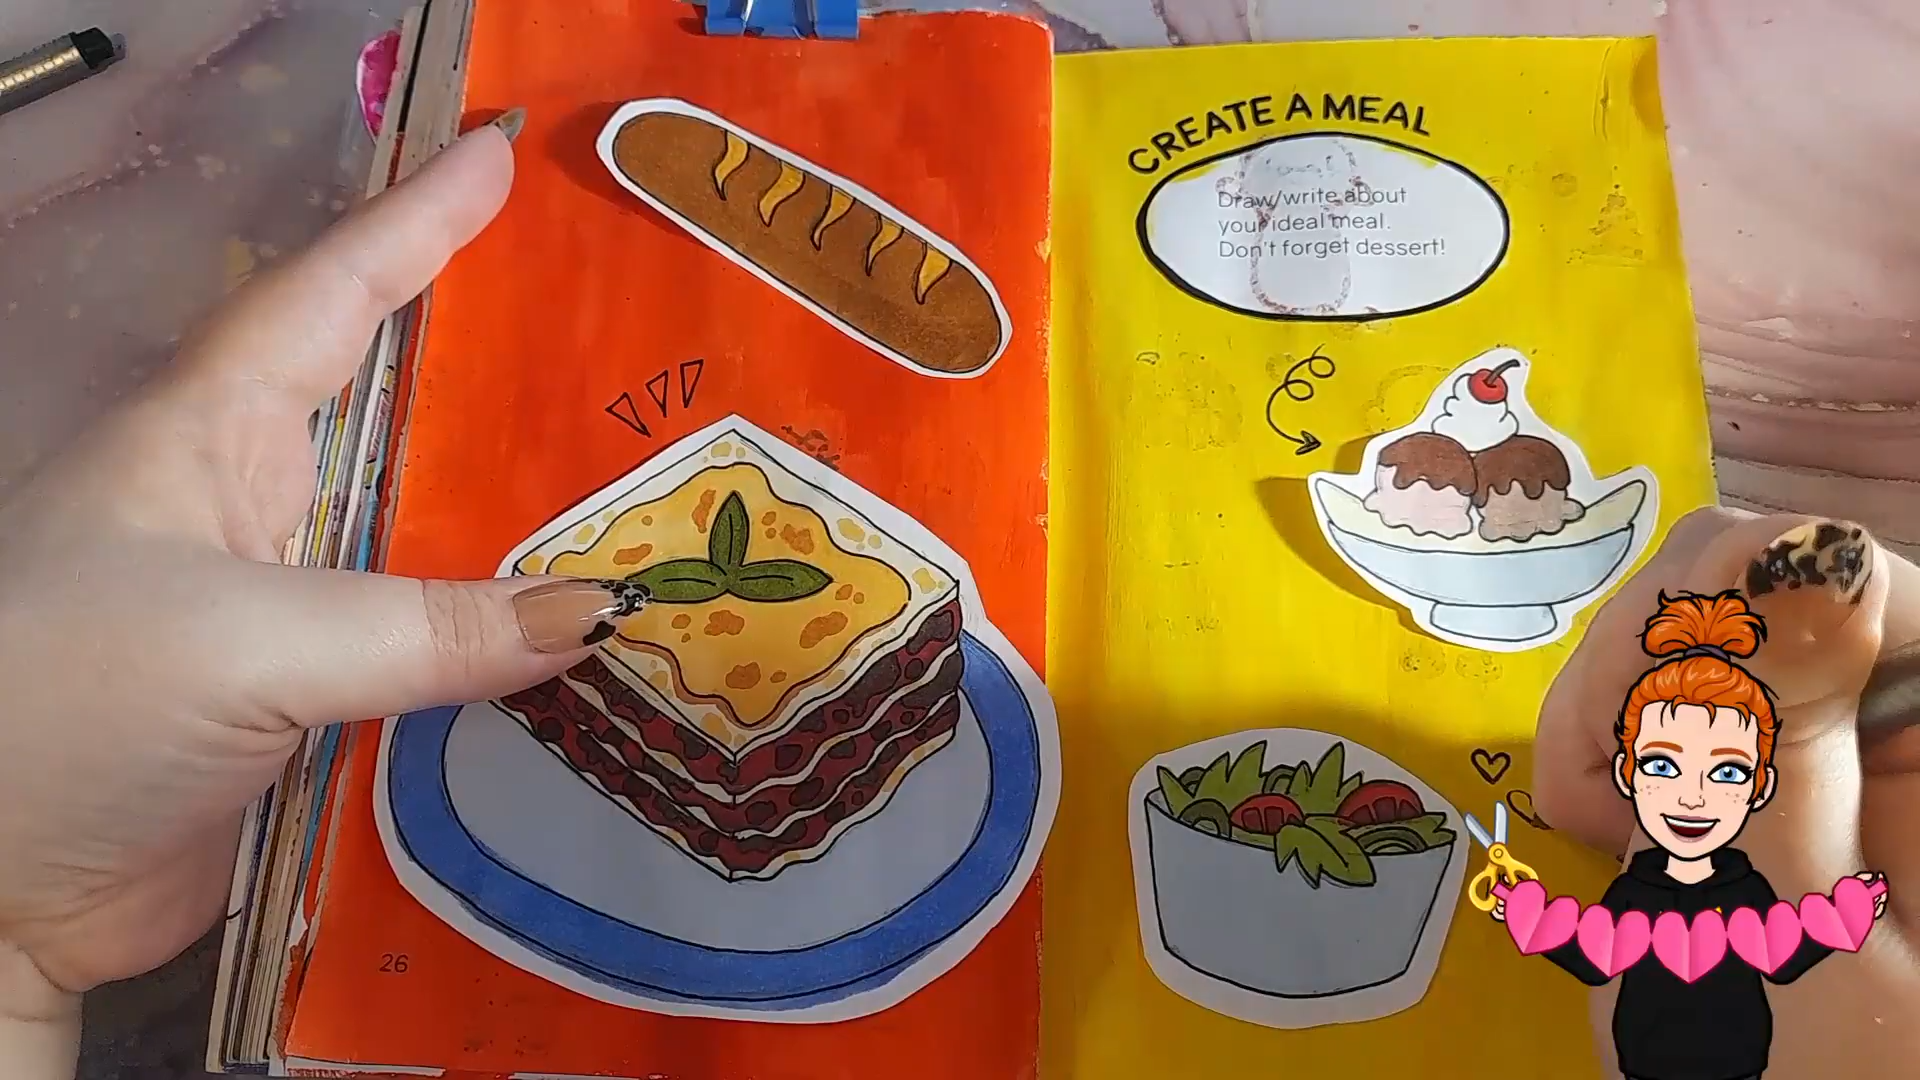 CREATE A MEAL
Draw/write about
your ideal meal.
Don't forget dessert!
26